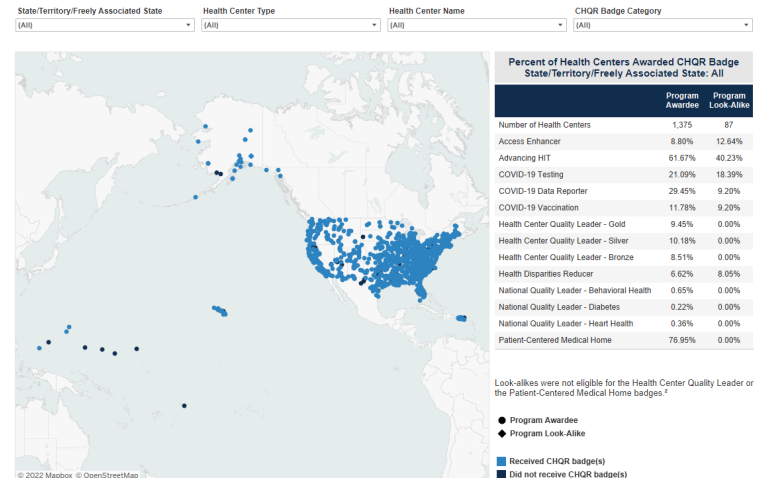 State/Territory/Freely Associated State
Health Center Type
Health Center Name
CHQR Badge Category
(All)
(All)
(All)
(All)
Percent of Health Centers Awarded CHQR Badge
State/Territory/Freely Associated State: All
Program Awardee
Program Look-Alike
Number of Health Centers 1,375 87
Access Enhancer 8.80% 12.64%
Advancing HIT 61.67% 40.23%
COVID-19 Testing 21.09% 18.39%
COVID-19 Data Reporter 29.45% 9.20%
COVID-19 Vaccination 11.78% 9.20%
Health Center Quality Leader - Gold 9.45% 0.00%
Health Center Quality Leader - Silver 10.18% 0.00%
Health Center Quality Leader - Bronze 8.51% 0.00%
Health Disparities Reducer 6.62% 8.05%
National Quality Leader - Behavioral Health 0.65% 0.00%
National Quality Leader - Diabetes 0.22% 0.00%
National Quality Leader - Heart Health 0.36% 0.00%
Patient-Centered Medical Home 76.95% 0.00%
Look-alikes were not eligible for the Health Center Quality Leader or
the Patient-Centered Medical Home badges.
Program Awardee
Program Look-Alike
Received CHQR badge(s)
Did not receive CHQR badge(s)
© 2022 Mapbox © OpenStreetMap